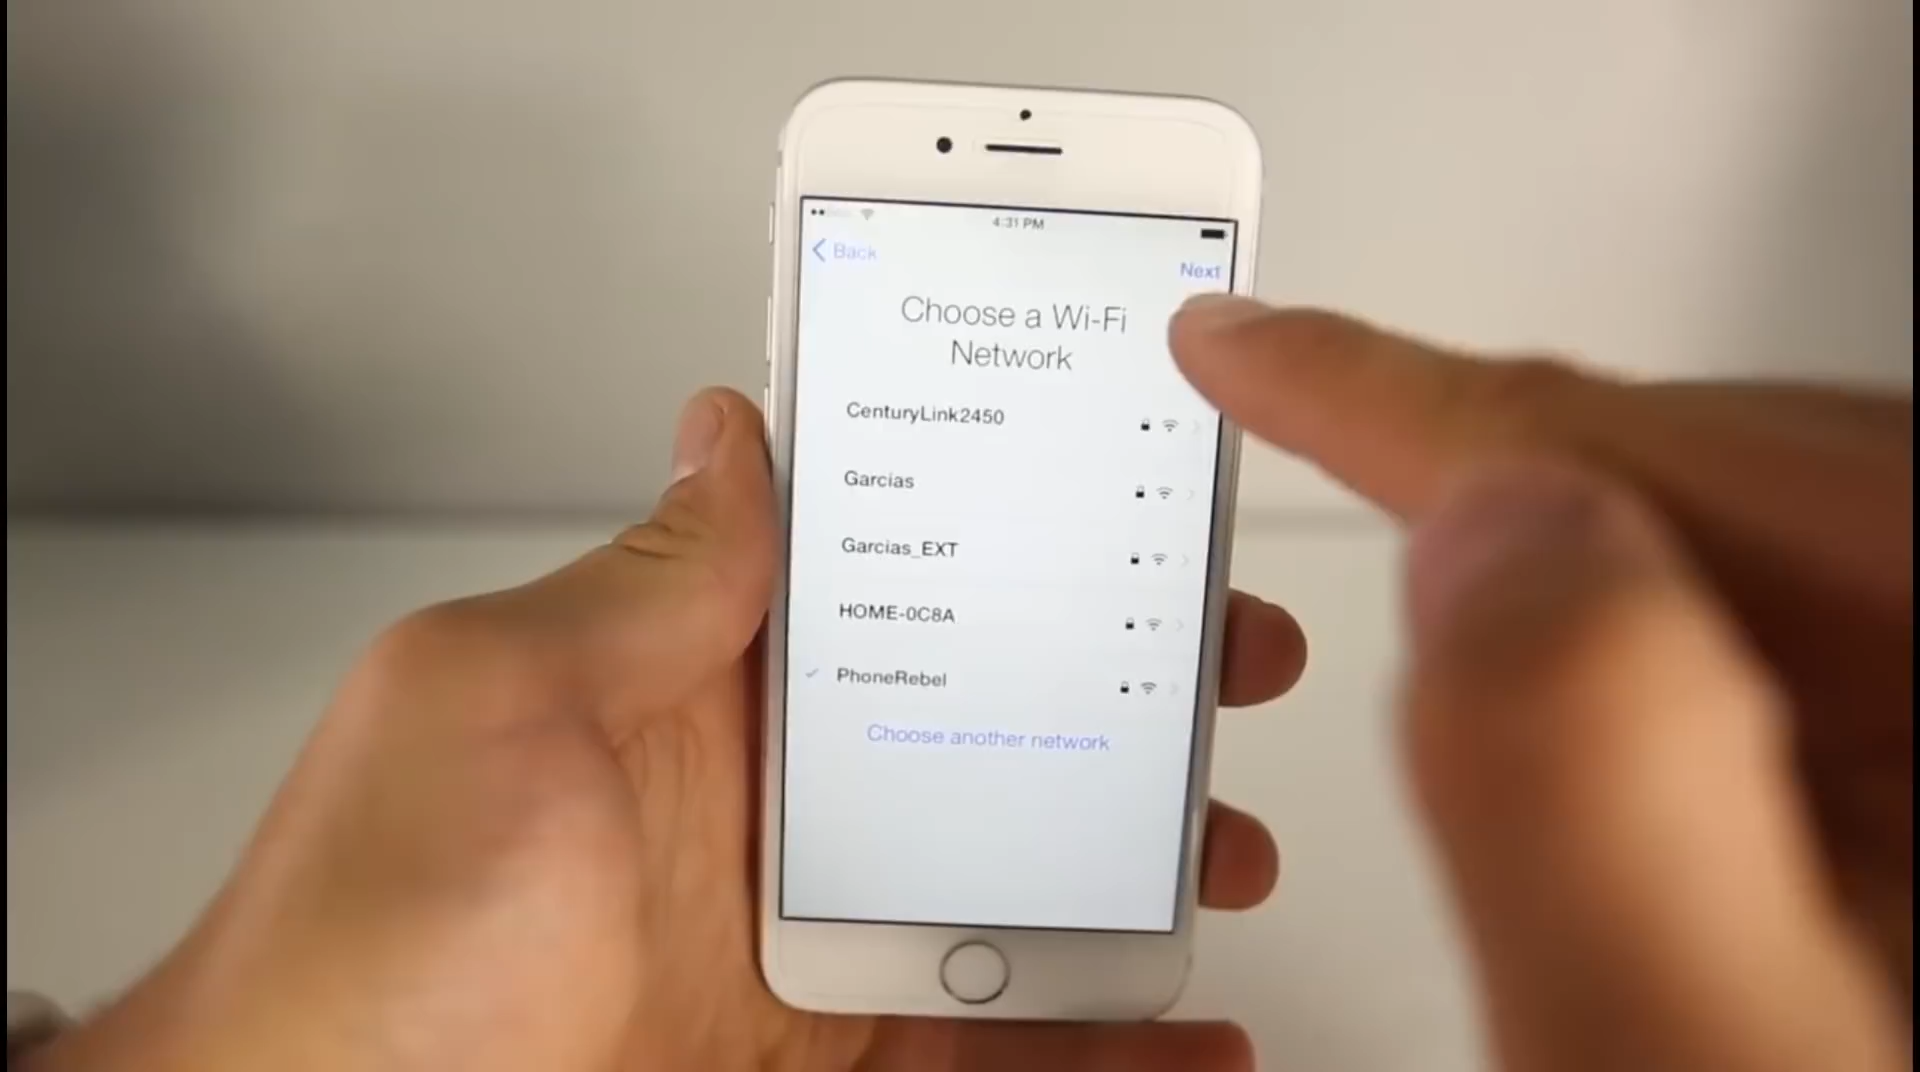 4:31 PM
Back
Next
Choose a Wi-Fi
Network
CenturyLink2450
Garcias
Garcias_EXT
HOME-0C8A
PhoneRebel
Choose another network